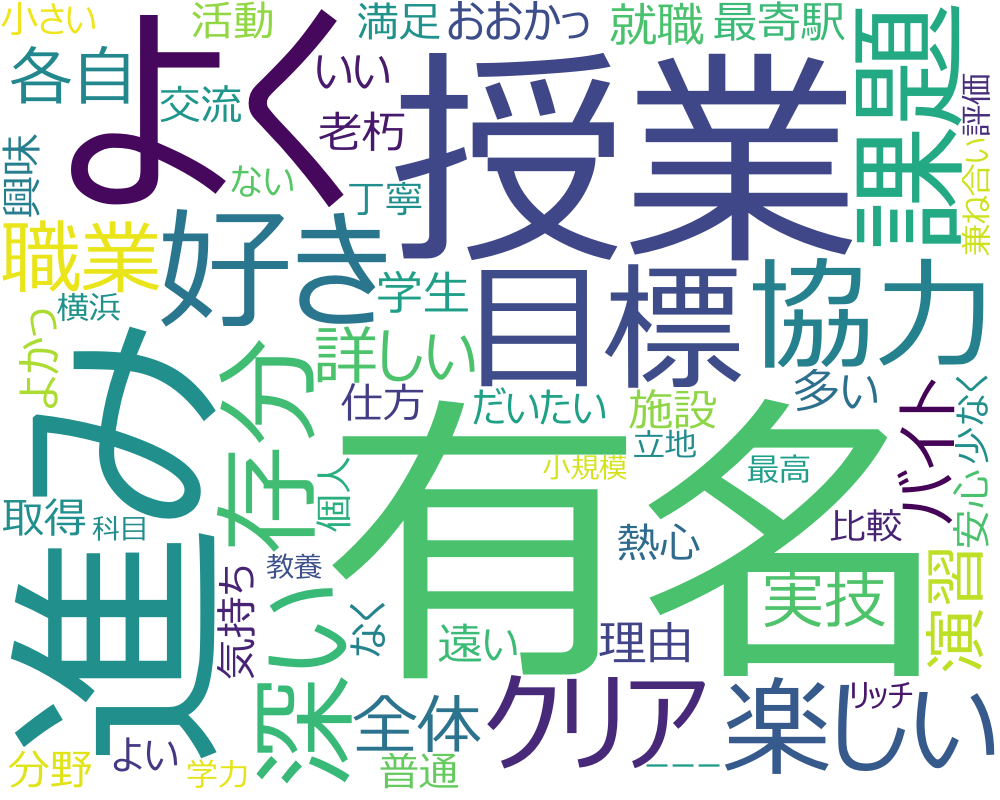 小さい
活動
満足
おおかっ
就職
最寄駅
課題
各自
よく
交流
いい
老朽
授業
評価
興味
ない
丁寧
兼ね合い
職業
好き
学生
目標
協力
横浜
よかっ
進み
存分
詳しい
仕方
だいたい
施設
多い
バイト
少なく
有名
立地
小規模
最高
個人
取得
科目
熱心
比較
安心
教養
気持ち
深い
なく
遠い
理由
実技
演習
全体
クリア
楽しい
リッチ
分野
よい
学力
普通
ーーー